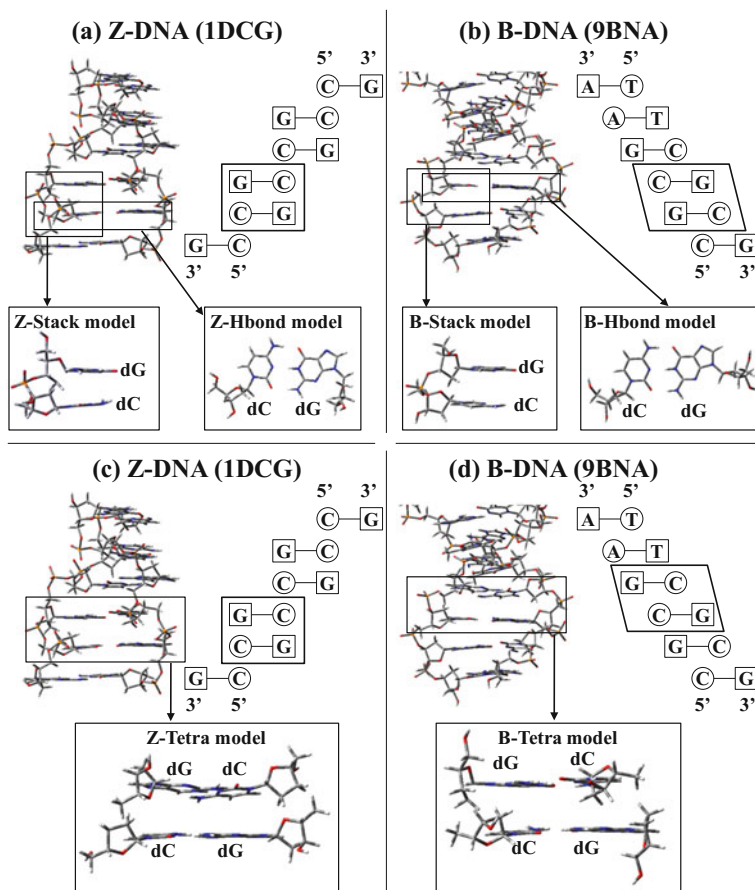 (a) Z-DNA (1DCG)
5’ 3’
C G
G C
C G
G C
C G
G C
3’ 5’
Z-Stack model
dG
dC
Z-Hbond model
dC dG
(b) B-DNA (9BNA)
3’ 5’
A T
A T
G C
C G
G C
C G
5’ 3’
B-Stack model
dG
dC
B-Hbond model
dC dG
(c) Z-DNA (1DCG)
5’ 3’
C G
G C
C G
G C
C G
G C
3’ 5’
Z-Tetra model
dG dC
dC dG
(d) B-DNA (9BNA)
3’ 5’
A T
A T
G C
C G
G C
C G
5’ 3’
B-Tetra model
dG dC
dC dG